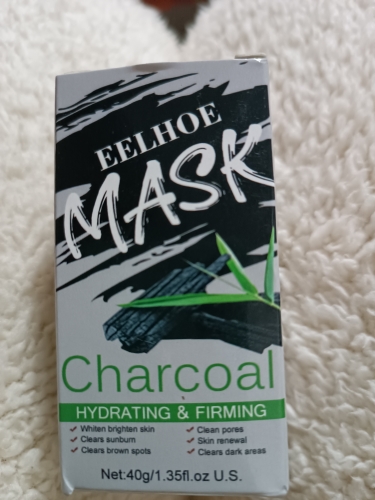 EELHOE
MASK
Charcoal
HYDRATING & FIRMING
Whiten brighten skin
Clears sunburn
Clears brown spots
Clean pores
Skin renewal
Clears dark areas
Net:40g/1.35fl.oz U.S.